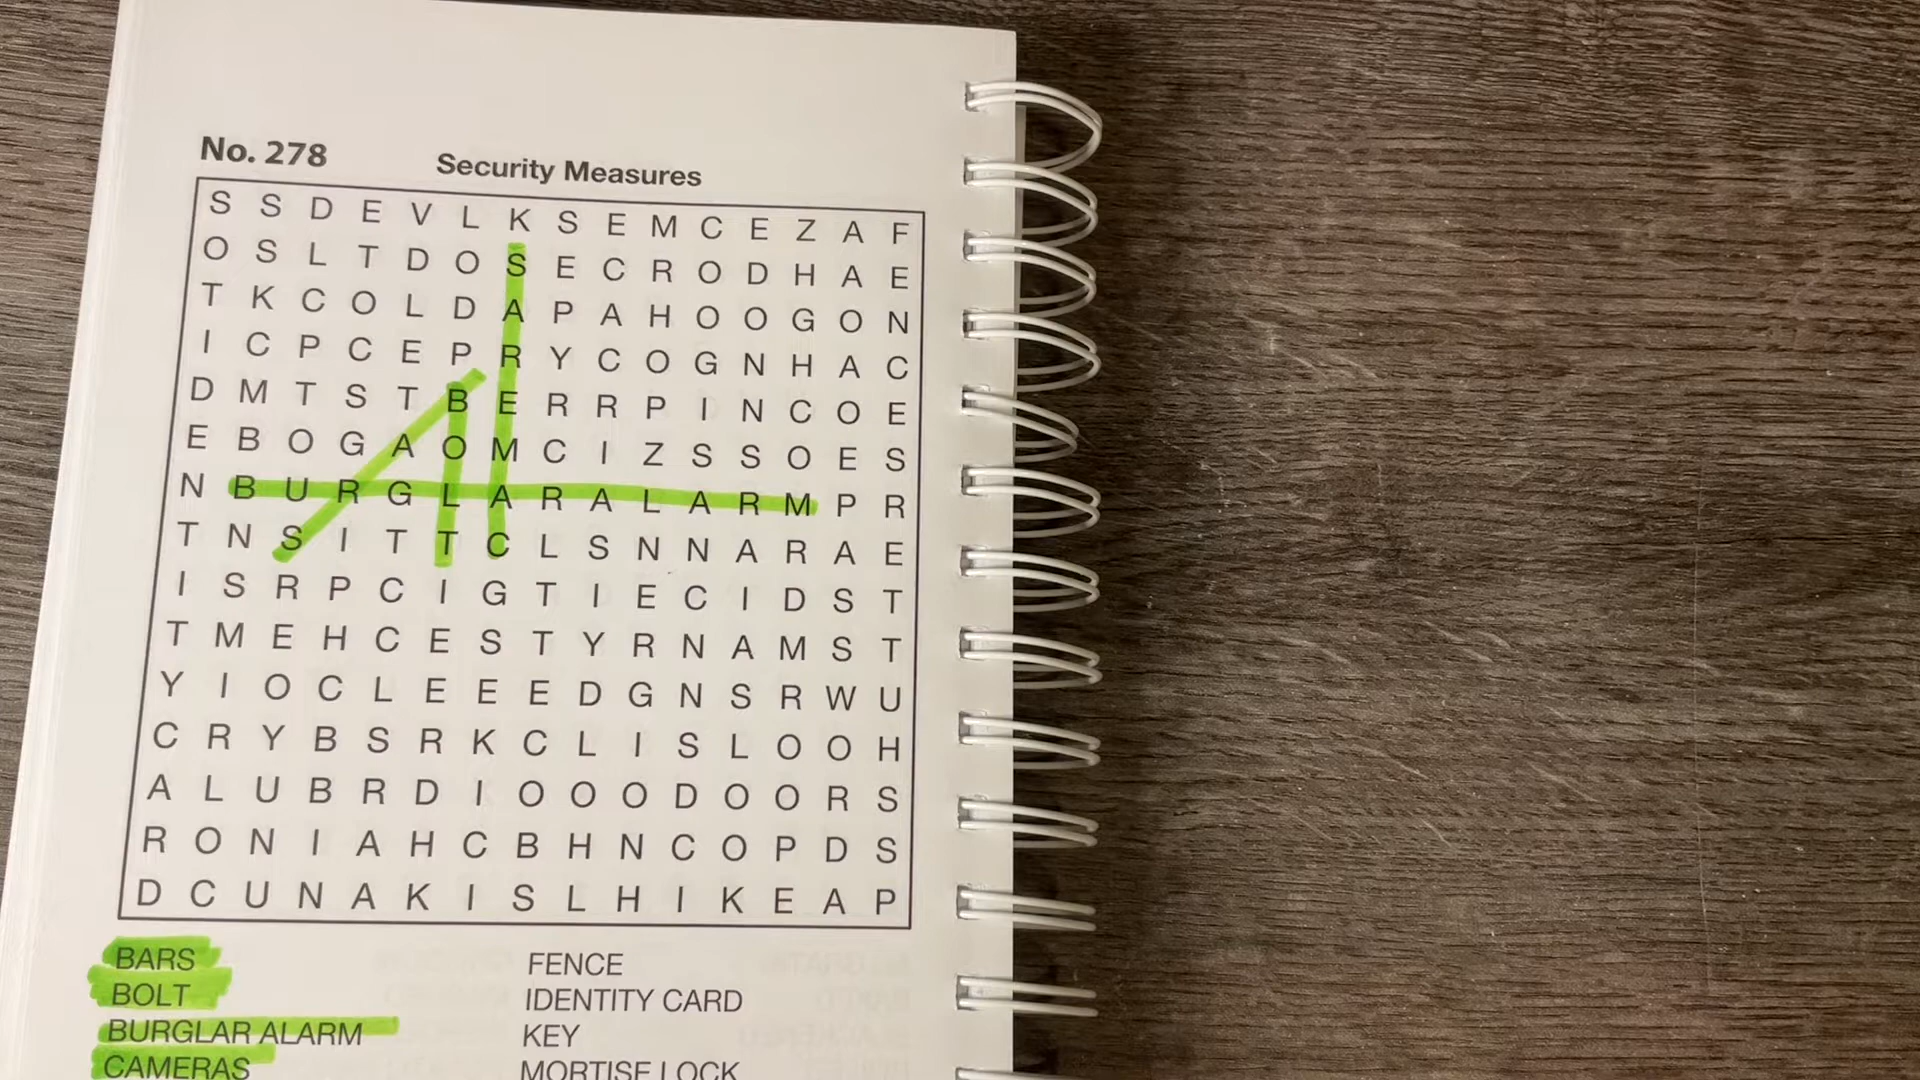 No. 278
Security Measures
S S D E V L K S E M C E Z A F
O S L T D O S E C R O D H A E
T K C O L D A P A H O O G O N
I C P C E P R Y C O G N H A C
D M T S T B E R R P I N C O E
E B O G A O M C I Z S S O E S
N B U R G L A R A L A R M P R
T N S I T T C L S N N A R A E
I S R P C I G T I E C I D S T
T M E H C E S T Y R N A M S T
Y I O C L E E E D G N S R W U
C R Y B S R K C L I S L O O H
A L U B R D I O O O D O O R S
R O N I A H C B H N C O P D S
D C U N A K I S L H I K E A P
BARS
BOLT
BURGLAR ALARM
CAMERAS
FENCE
IDENTITY CARD
KEY
MORTISE LOCK